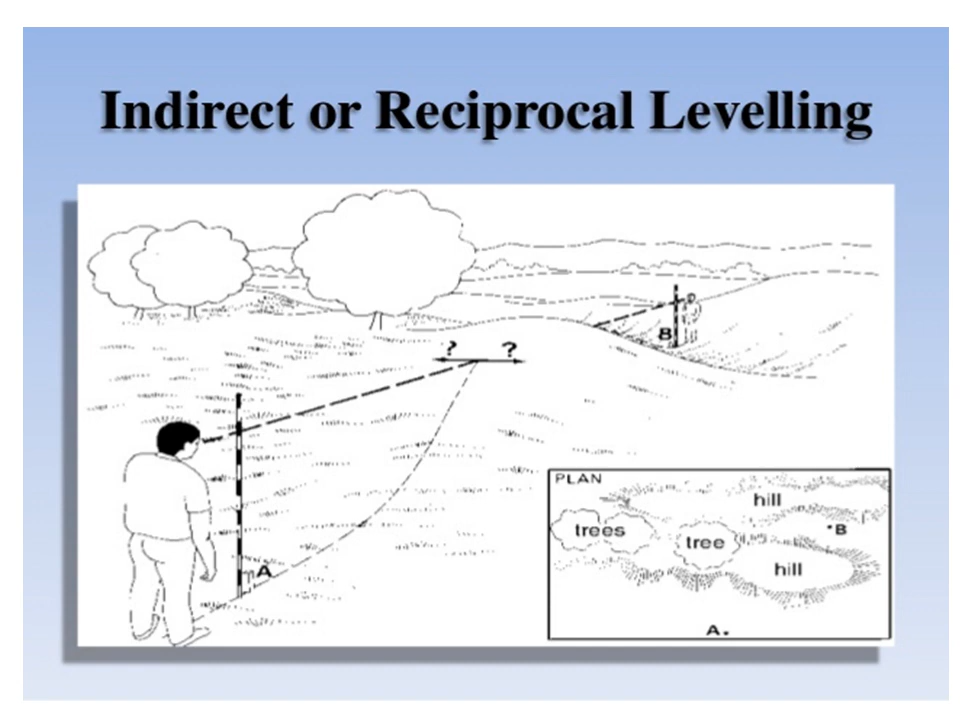 Indirect or Reciprocal Levelling
? ?
B
A
PLAN
hill
trees
tree
B
hill
A.